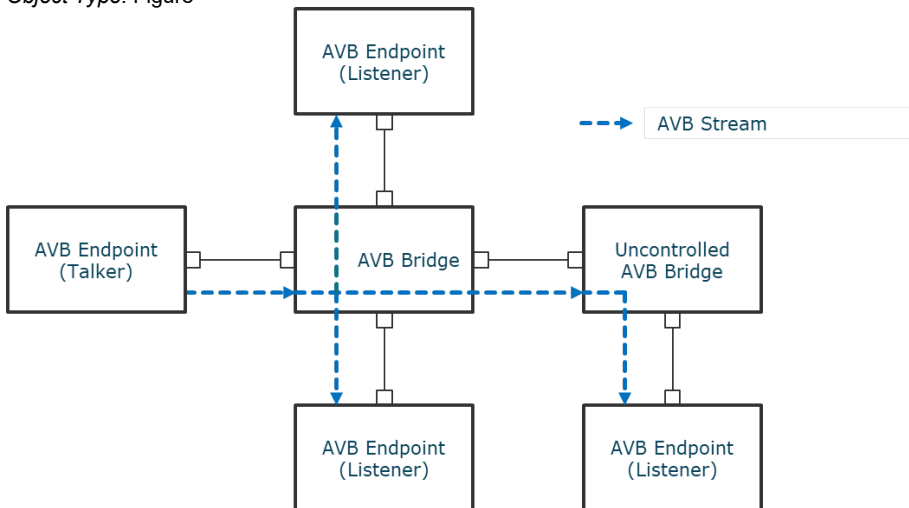 Object Type: Figure
AVB Endpoint
(Listener)
AVB Stream
AVB Endpoint
(Talker)
AVB Bridge
Uncontrolled
AVB Bridge
AVB Endpoint
(Listener)
AVB Endpoint
(Listener)